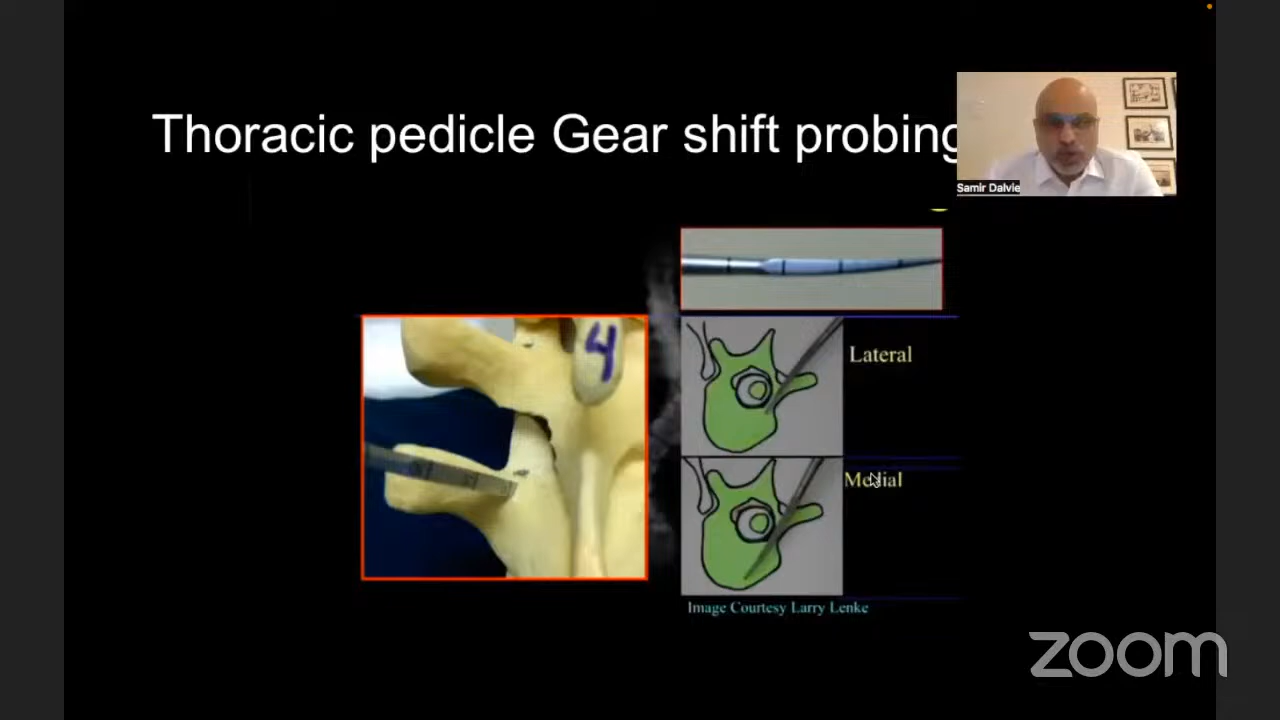 Thoracic pedicle Gear shift probing
Samir Dalvie
4
Lateral
Medial
Image Courtesy Larry Lenke
zoom